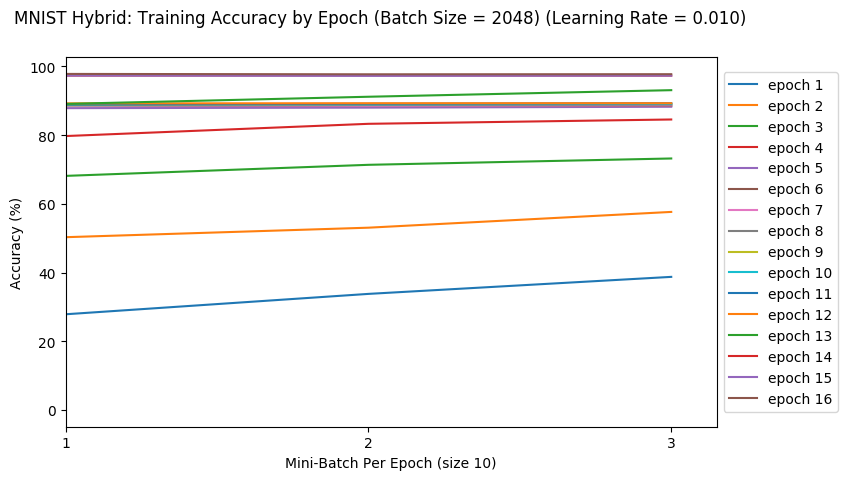 MNIST Hybrid: Training Accuracy by Epoch (Batch Size = 2048) (Learning Rate = 0.010)
100
80
60
40
20
0
Accuracy (%)
1
2
3
Mini-Batch Per Epoch (size 10)
epoch 1
epoch 2
epoch 3
epoch 4
epoch 5
epoch 6
epoch 7
epoch 8
epoch 9
epoch 10
epoch 11
epoch 12
epoch 13
epoch 14
epoch 15
epoch 16